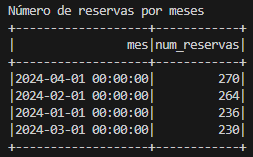 Número de reservas por meses
+-------------------+------------+
|                mes|num_reservas|
+-------------------+------------+
|2024-04-01 00:00:00|         270|
|2024-02-01 00:00:00|         264|
|2024-01-01 00:00:00|         236|
|2024-03-01 00:00:00|         230|
+-------------------+------------+